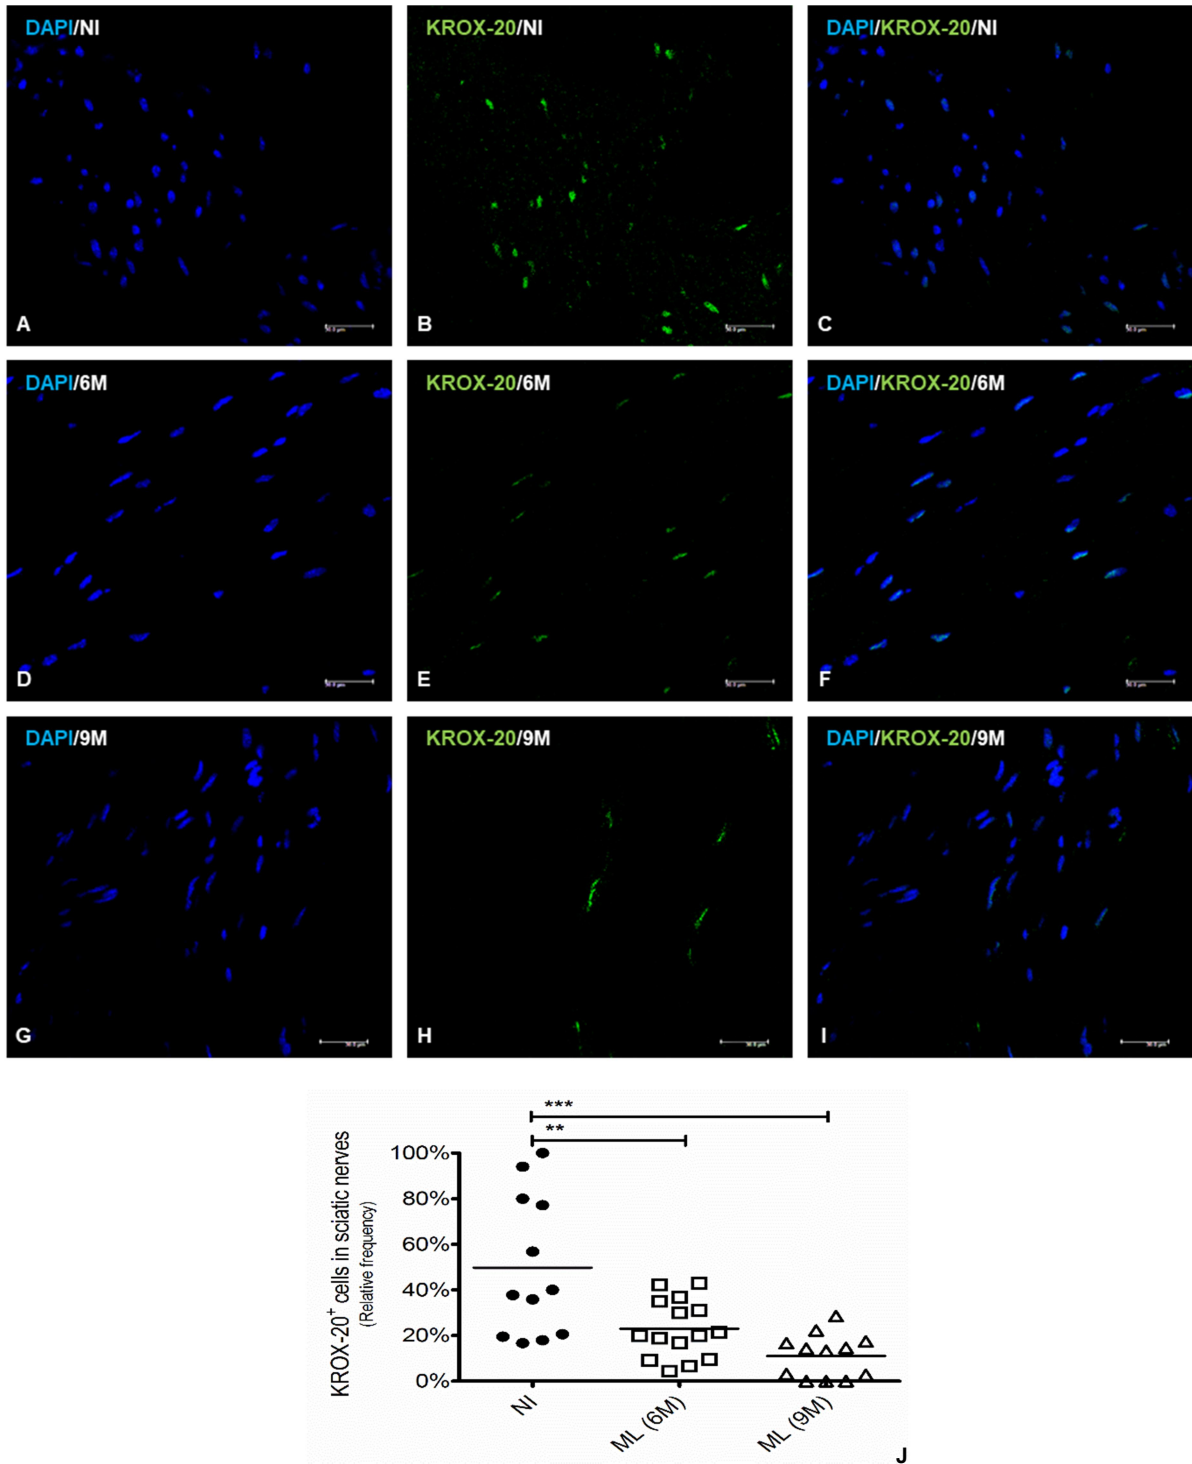 DAPI/NI
KROX-20/NI
DAPI/KROX-20/NI
A
B
C
DAPI/6M
KROX-20/6M
DAPI/KROX-20/6M
D
E
F
DAPI/9M
KROX-20/9M
DAPI/KROX-20/9M
G
H
I
***
**
KROX-20+ cells in sciatic nerves
(Relative frequency)
100%
80%
60%
40%
20%
0%
NI
ML (6M)
ML (9M)
J